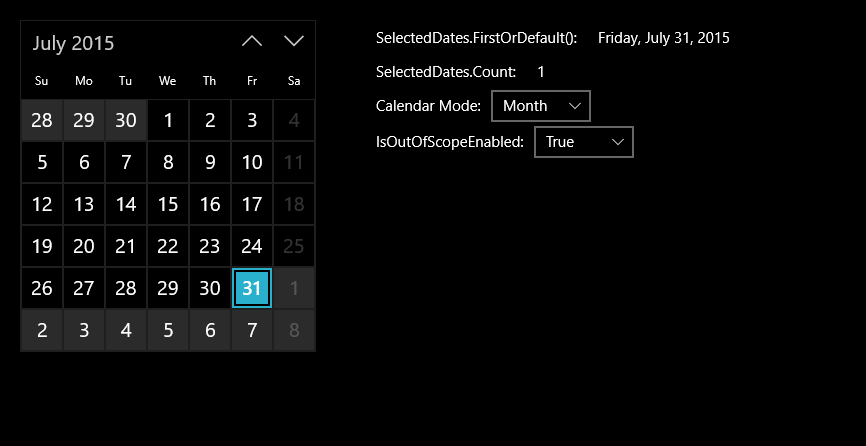 July 2015
Su Mo Tu We Th Fr Sa
28 29 30 1 2 3 4
5 6 7 8 9 10 11
12 13 14 15 16 17 18
19 20 21 22 23 24 25
26 27 28 29 30 31 1
2 3 4 5 6 7 8
SelectedDates.FirstOrDefault(): Friday, July 31, 2015
SelectedDates.Count: 1
Calendar Mode: Month
IsOutOfScopeEnabled: True